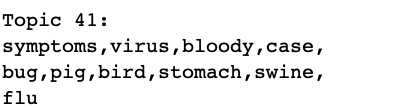 Topic 41:
symptoms,virus,bloody,case,
bug,pig,bird,stomach,swine,
flu